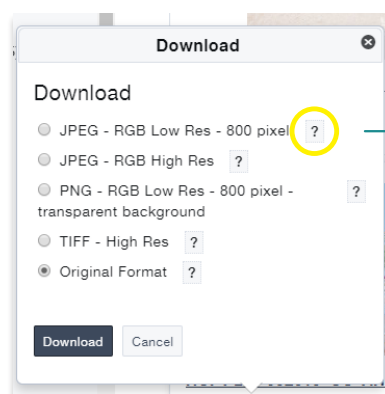 Download
Download
JPEG - RGB Low Res - 800 pixel ?
JPEG - RGB High Res ?
PNG - RGB Low Res - 800 pixel - ?
transparent background
TIFF - High Res ?
Original Format ?
Download Cancel